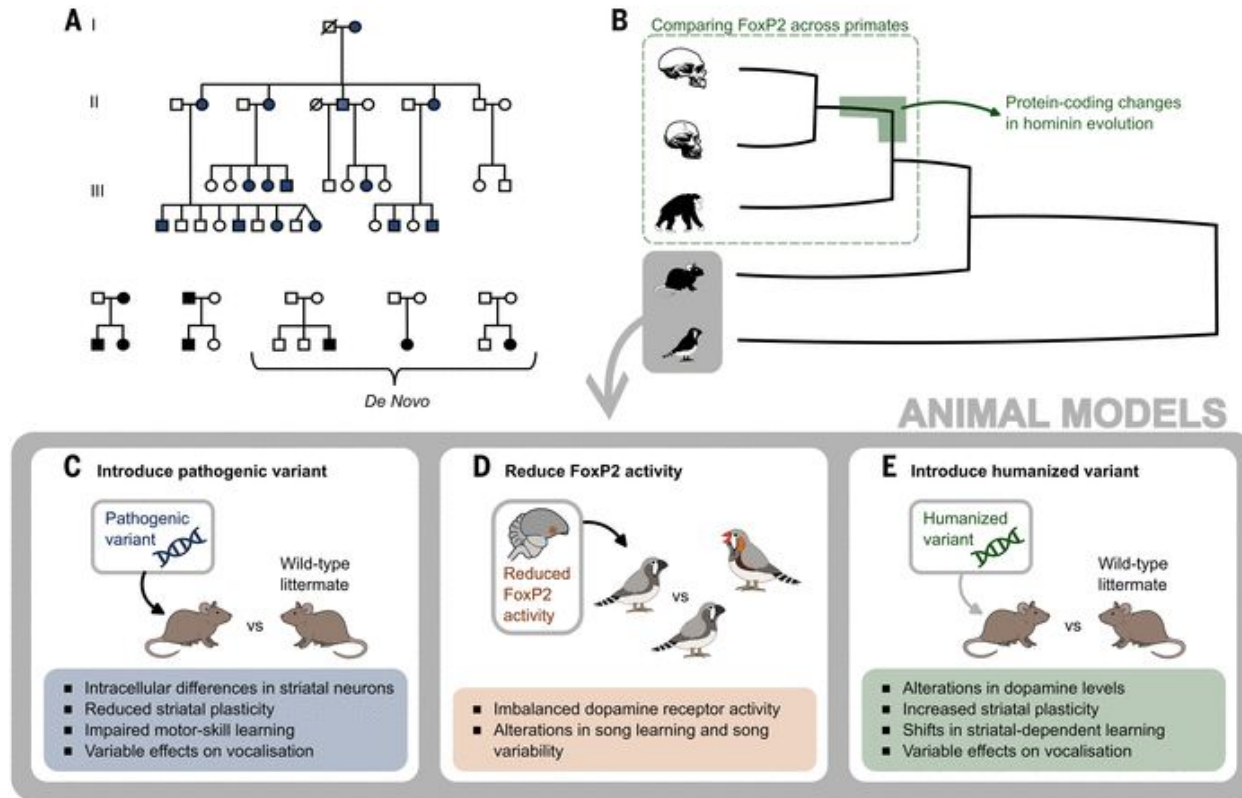 A
I
II
III
De Novo
B
Comparing FoxP2 across primates
Protein-coding changes
in hominin evolution
ANIMAL MODELS
C Introduce pathogenic variant
Pathogenic
variant
Wild-type
littermate
vs
■ Intracellular differences in striatal neurons
■ Reduced striatal plasticity
■ Impaired motor-skill learning
■ Variable effects on vocalisation
D Reduce FoxP2 activity
Reduced
FoxP2
activity
vs
■ Imbalanced dopamine receptor activity
■ Alterations in song learning and song
variability
E Introduce humanized variant
Humanized
variant
Wild-type
littermate
vs
■ Alterations in dopamine levels
■ Increased striatal plasticity
■ Shifts in striatal-dependent learning
■ Variable effects on vocalisation